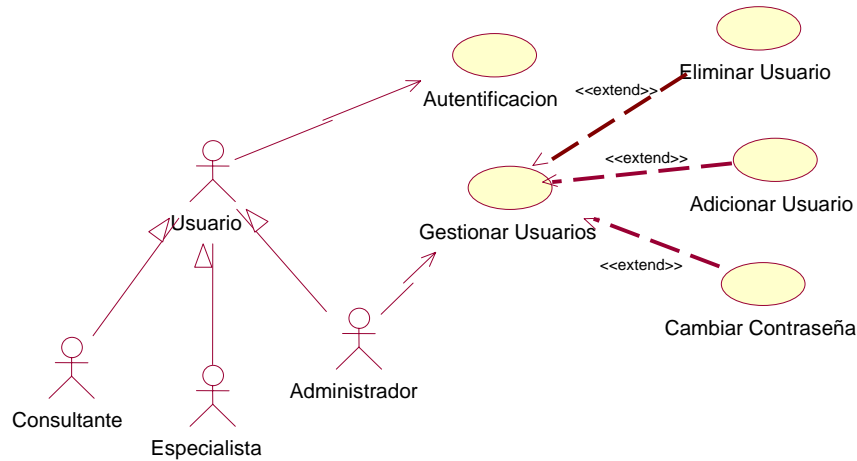 Eliminar Usuario
<<extend>>
Autentificacion
<<extend>>
Adicionar Usuario
Usuario
Gestionar Usuarios
<<extend>>
Cambiar Contraseña
Administrador
Consultante
Especialista